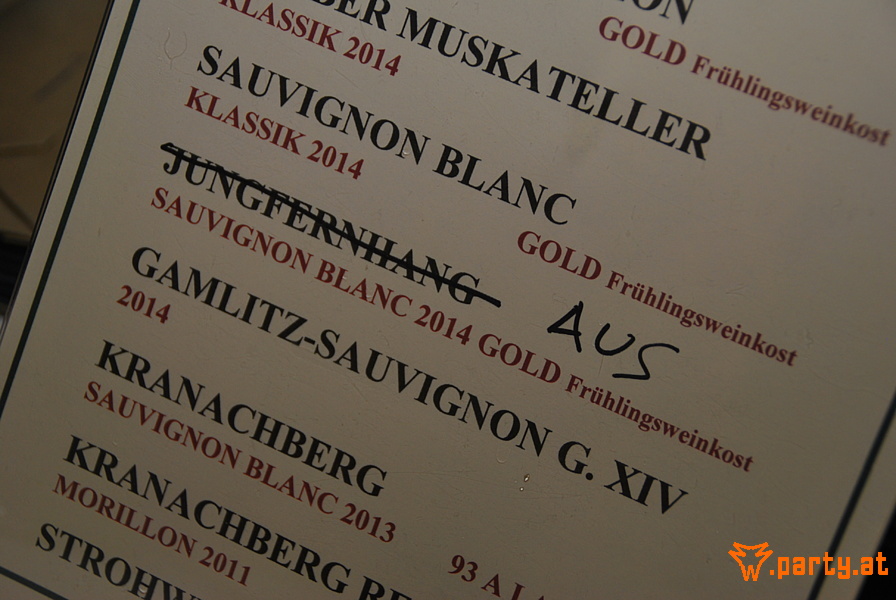 GOLD Frühlingsweinkost
MUSKATELLER
KLASSIK 2014
SAUVIGNON BLANC
KLASSIK 2014
GOLD Frühlingsweinkost
JUNGFERNHANG
AUS
SAUVIGNON BLANC 2014 GOLD Frühlingsweinkost
GAMLITZ-SAUVIGNON G. XIV
2014
KRANACHBERG
SAUVIGNON BLANC 2013
KRANACHBERG
MORILLON 2011
93 A
.party.at